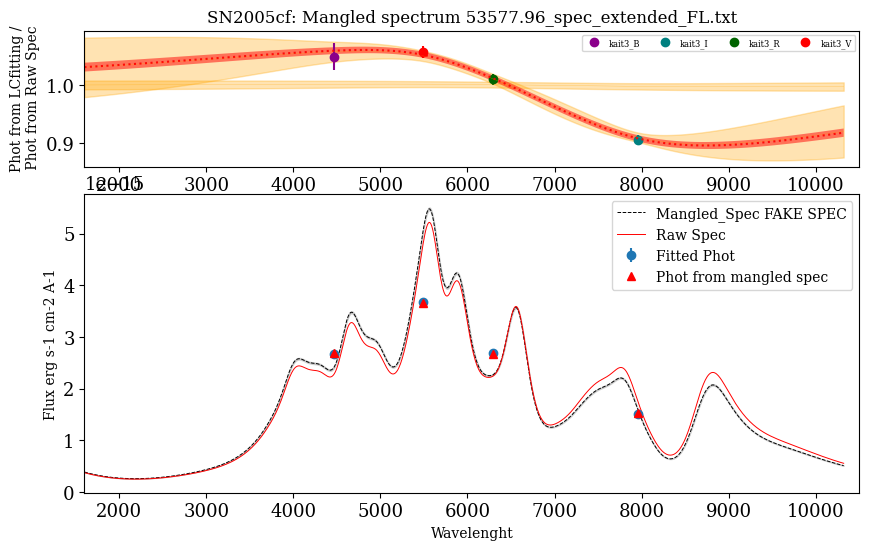 SN2005cf: Mangled spectrum 53577.96_spec_extended_FL.txt
Phot from LCfitting /
Phot from Raw Spec
kait3_B kait3_I kait3_R kait3_V
1.0
0.9
2000 3000 4000 5000 6000 7000 8000 9000 10000
1e−15
Flux erg s-1 cm-2 A-1
Mangled_Spec FAKE SPEC
Raw Spec
Fitted Phot
Phot from mangled spec
5
4
3
2
1
0
2000 3000 4000 5000 6000 7000 8000 9000 10000
Wavelenght